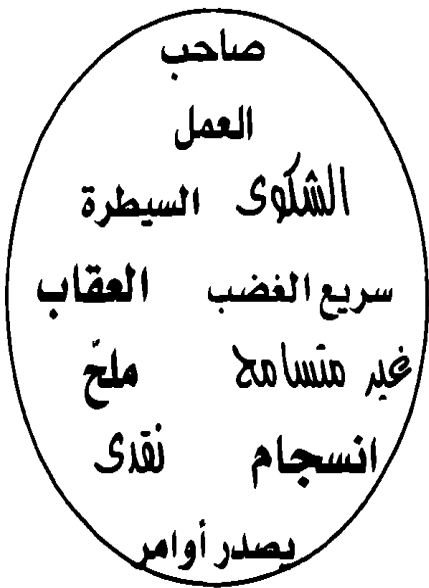 صاحب
العمل
الشكوى السيطرة
سريع الغضب العقاب
غير متسامح ملحّ
انسجام نقدى
يصدر أوامر